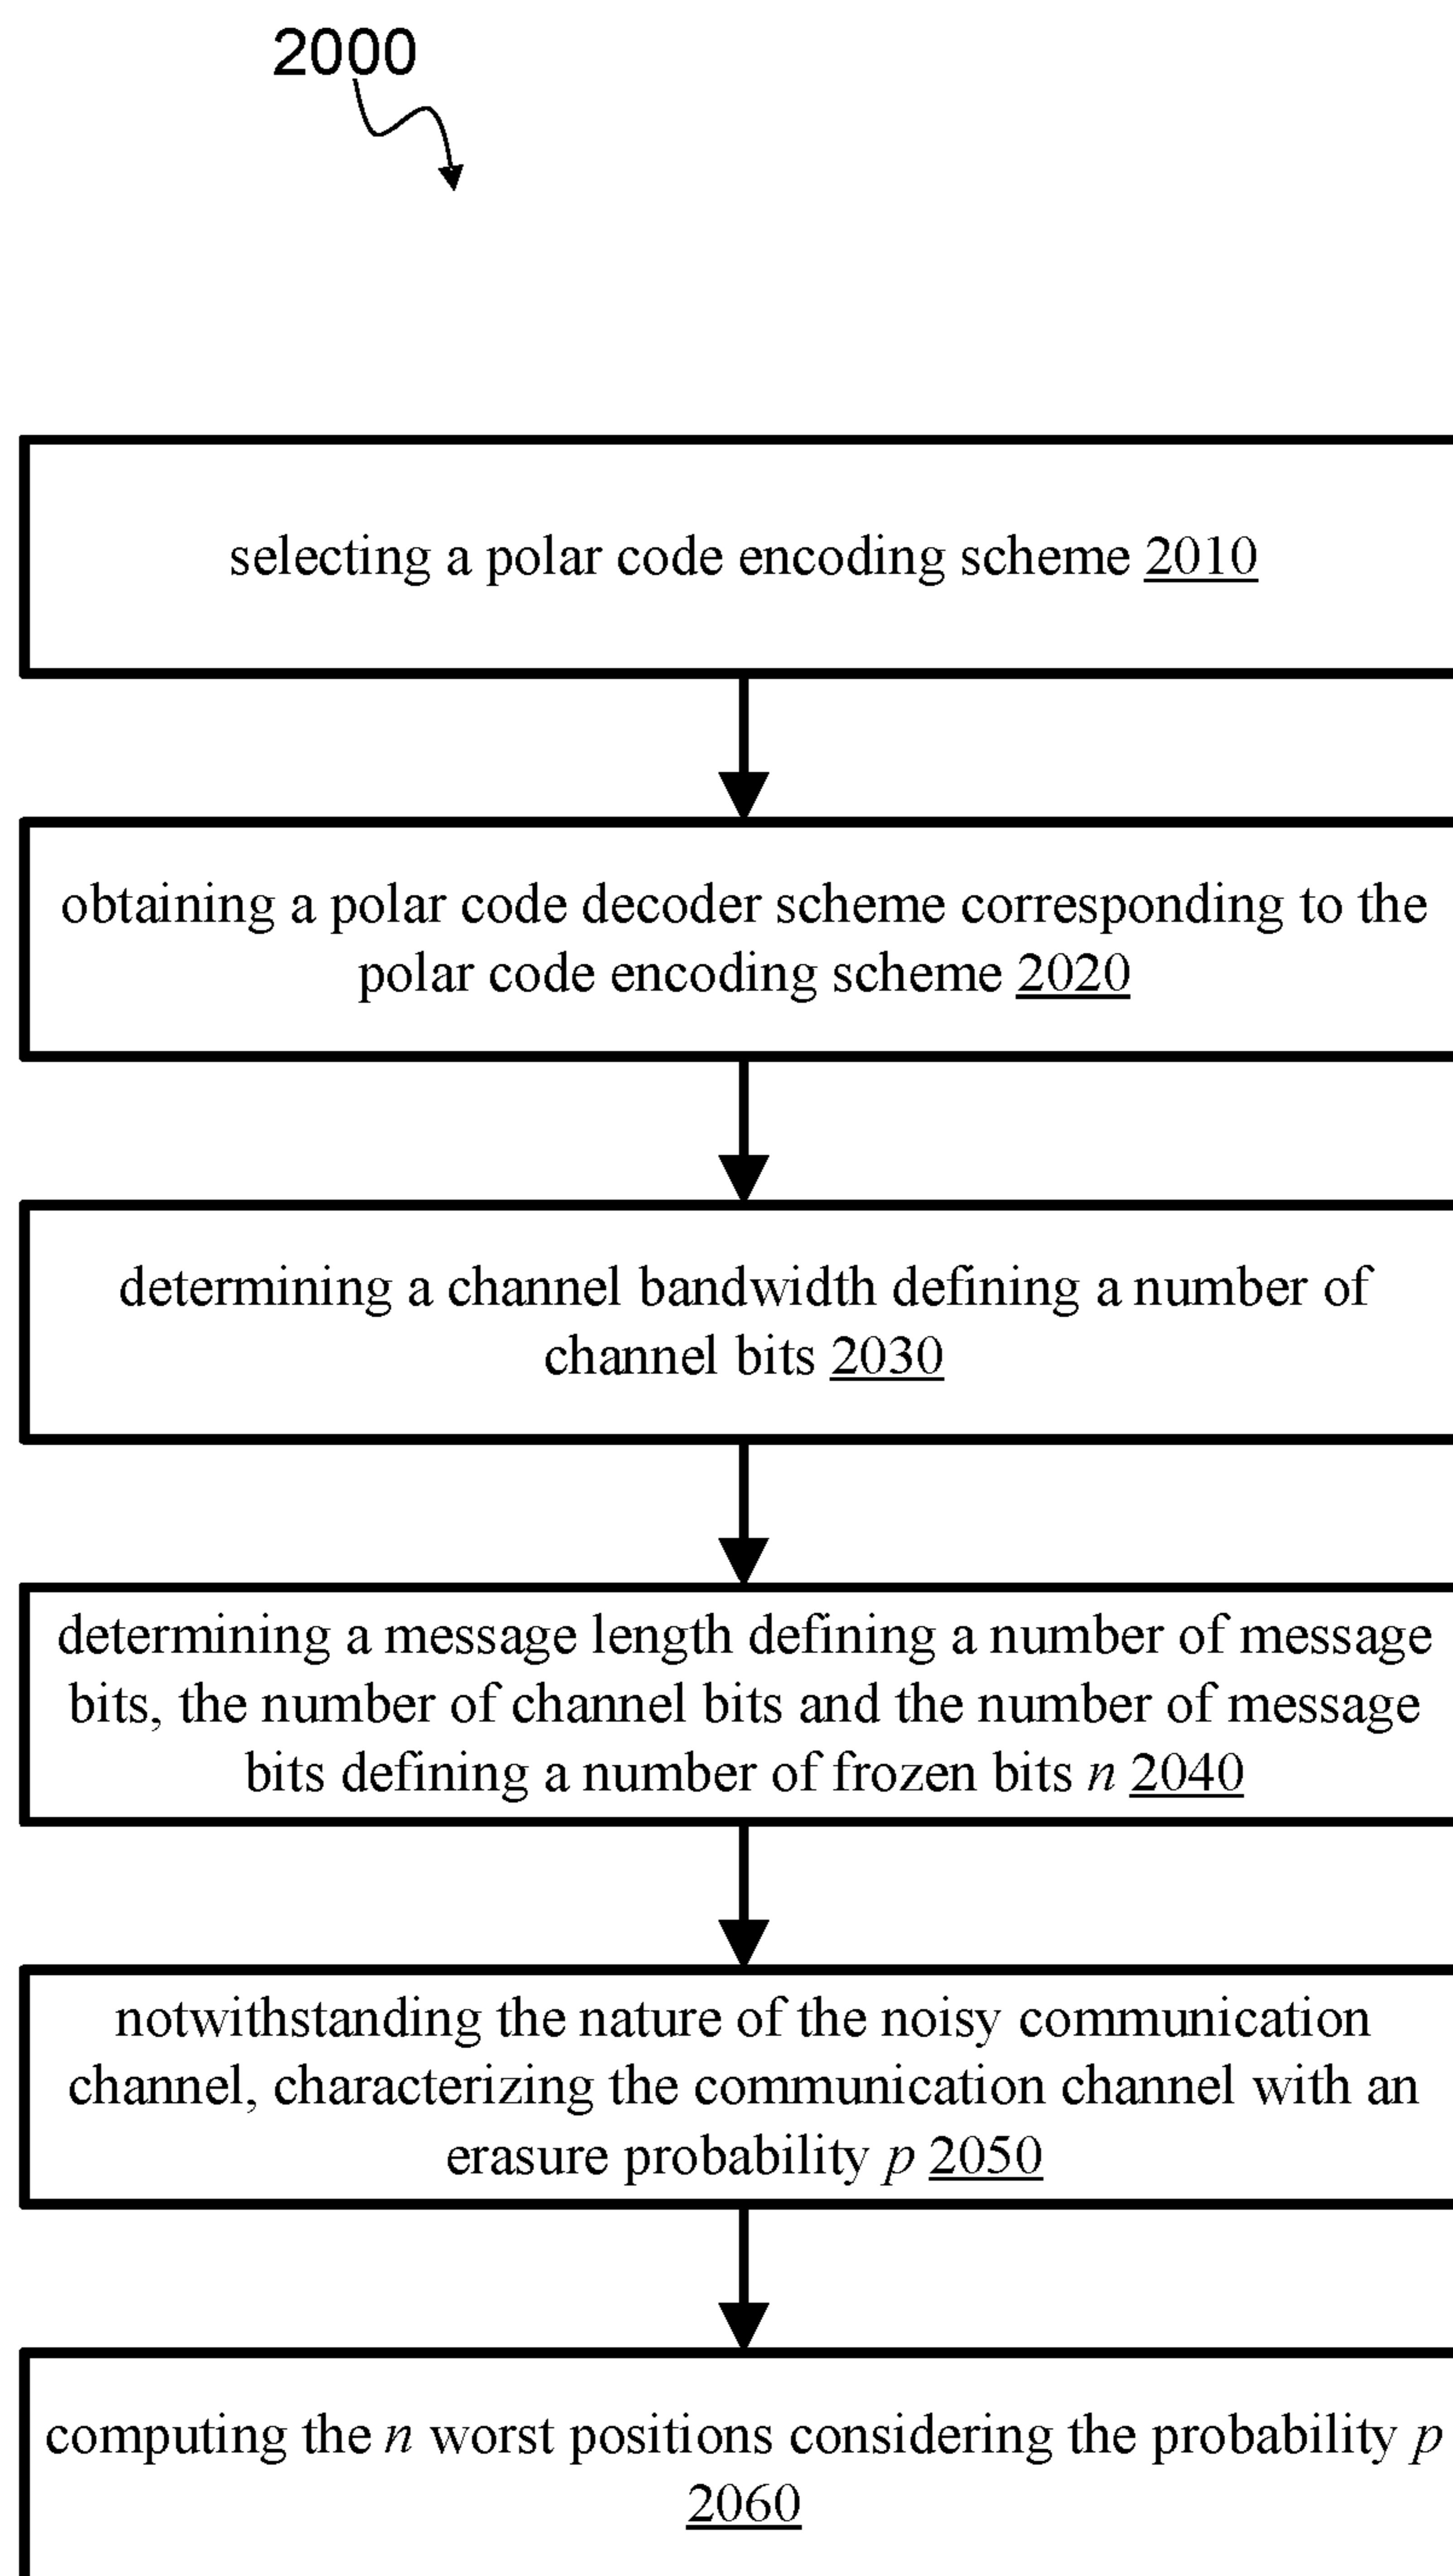 2000
selecting a polar code encoding scheme 2010
obtaining a polar code decoder scheme corresponding to the
polar code encoding scheme 2020
determining a channel bandwidth defining a number of
channel bits 2030
determining a message length defining a number of message
bits, the number of channel bits and the number of message
bits defining a number of frozen bits n 2040
notwithstanding the nature of the noisy communication
channel, characterizing the communication channel with an
erasure probability p 2050
computing the n worst positions considering the probability p
2060